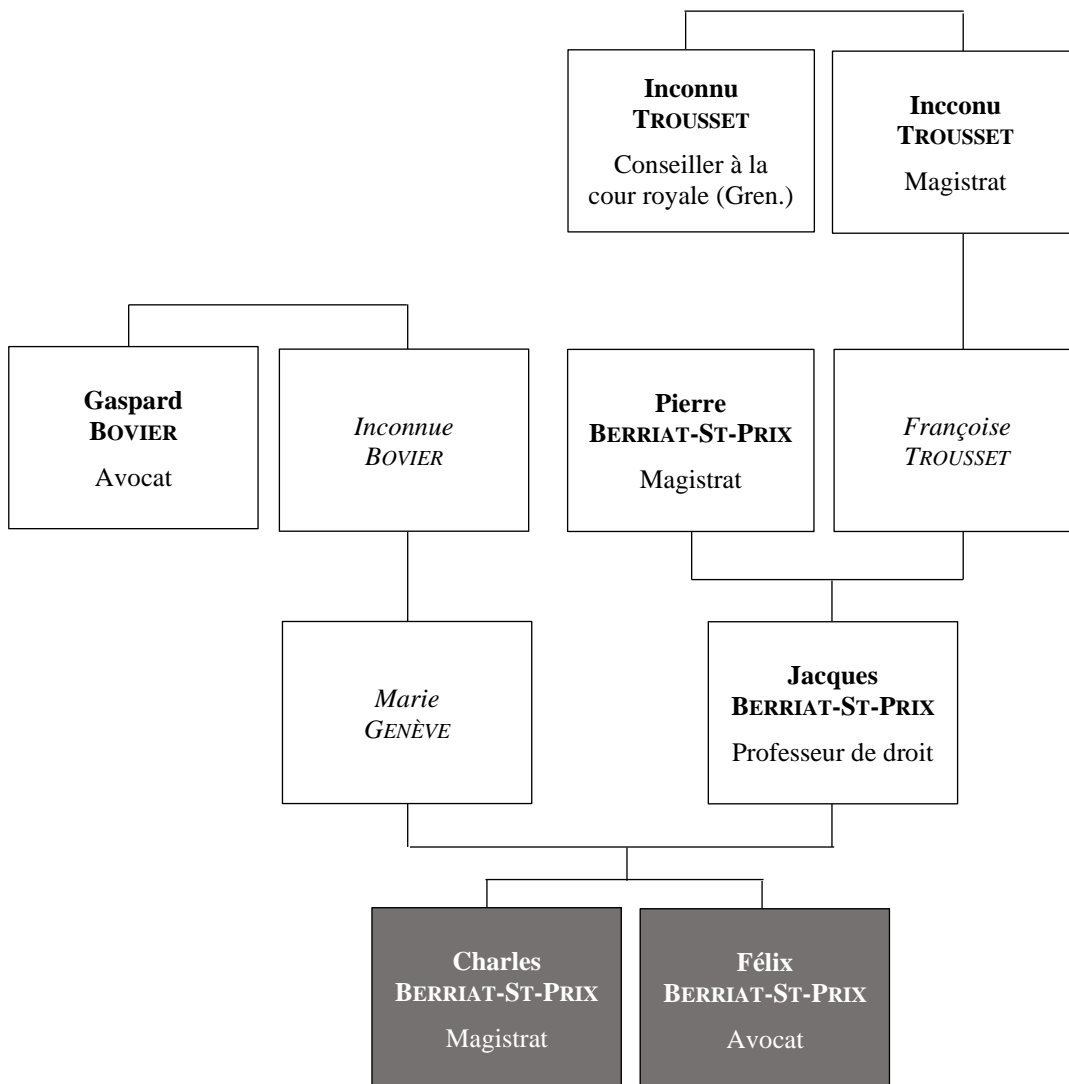 Inconnu
TROUSSET
Conseiller à la
cour royale (Gren.)
Incconu
TROUSSET
Magistrat
Gaspard
BOVIER
Avocat
Inconnue
BOVIER
Pierre
BERRIAT-ST-PRIX
Magistrat
Françoise
TROUSSET
Marie
GENÈVE
Jacques
BERRIAT-ST-PRIX
Professeur de droit
Charles
BERRIAT-ST-PRIX
Magistrat
Félix
BERRIAT-ST-PRIX
Avocat